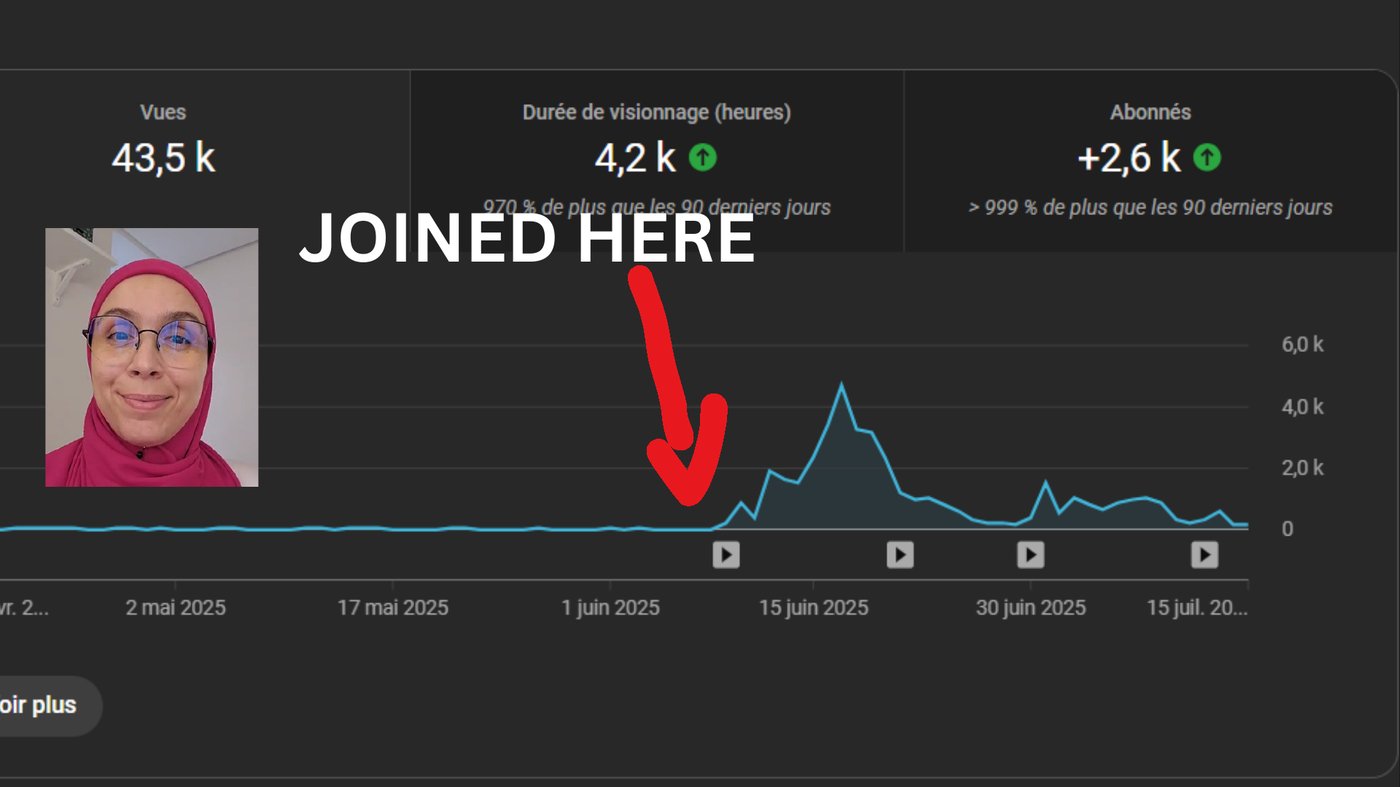 Vues
43,5 k
Durée de visionnage (heures)
4,2 k
970 % de plus que les 90 derniers jours
Abonnés
+2,6 k
> 999 % de plus que les 90 derniers jours
JOINED HERE
6,0 k
4,0 k
2,0 k
0
vr. 2...
2 mai 2025
17 mai 2025
1 juin 2025
15 juin 2025
30 juin 2025
15 juil. 20...
oir plus